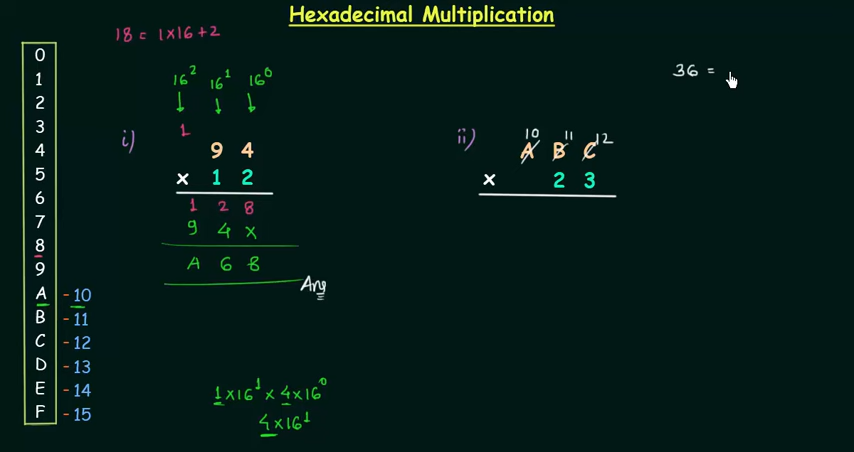 Hexadecimal Multiplication
18 = 1×16+2
0
1
2
3
4
5
6
7
8
9
A - 10
B - 11
C - 12
D - 13
E - 14
F - 15
16² 16¹ 16⁰
↓ ↓ ↓
1
i) 9 4
× 1 2
1 2 8
9 4 ×
A 6 8
Ans
1×16¹ × 4×16⁰
4×16¹
36 =
10 11 12
ii) A B C
× 2 3